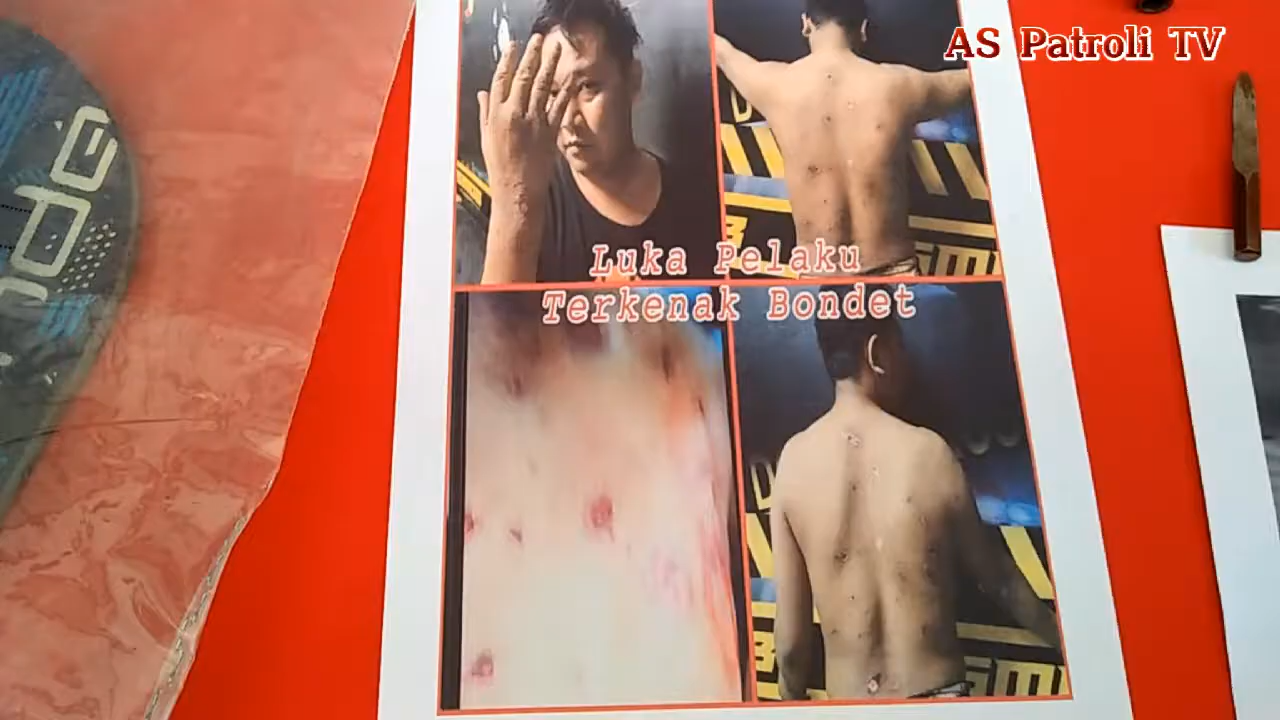 AS Patroli TV
Luka Pelaku
Terkenak Bondet